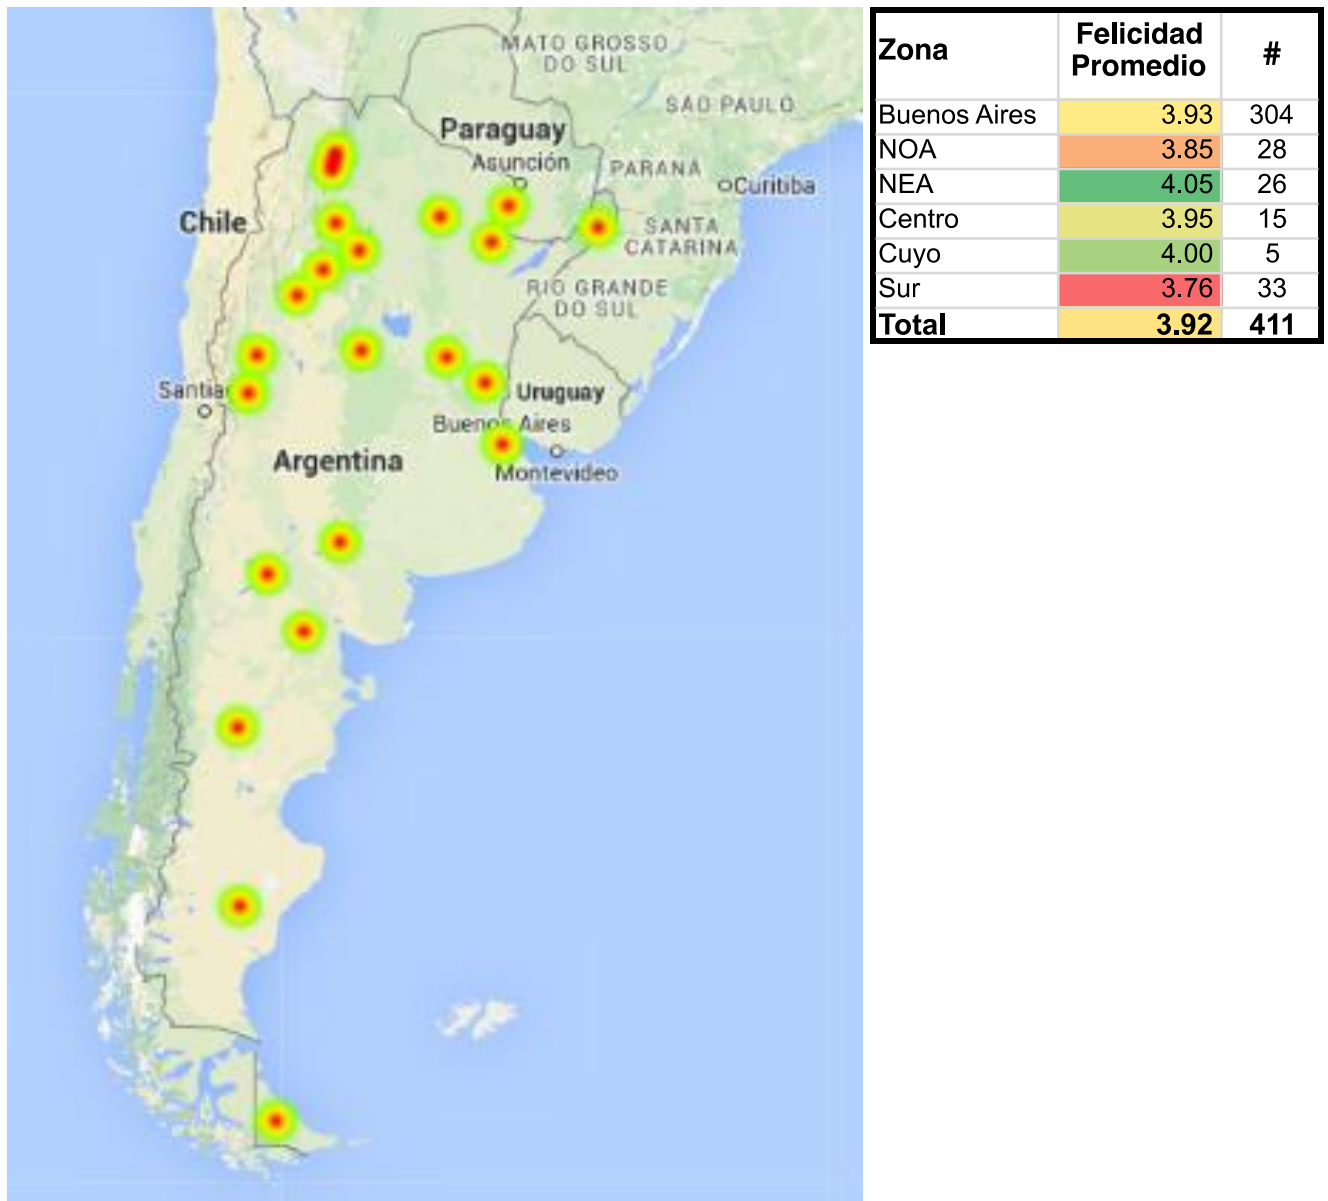 MATO GROSSO
DO SUL
SÃO PAULO
Paraguay
Asunción
PARANÁ
Curitiba
Chile
SANTA
CATARINA
RIO GRANDE
DO SUL
Uruguay
Buenos Aires
Argentina
Montevideo
Zona Felicidad Promedio #
Buenos Aires 3.93 304
NOA 3.85 28
NEA 4.05 26
Centro 3.95 15
Cuyo 4.00 5
Sur 3.76 33
Total 3.92 411